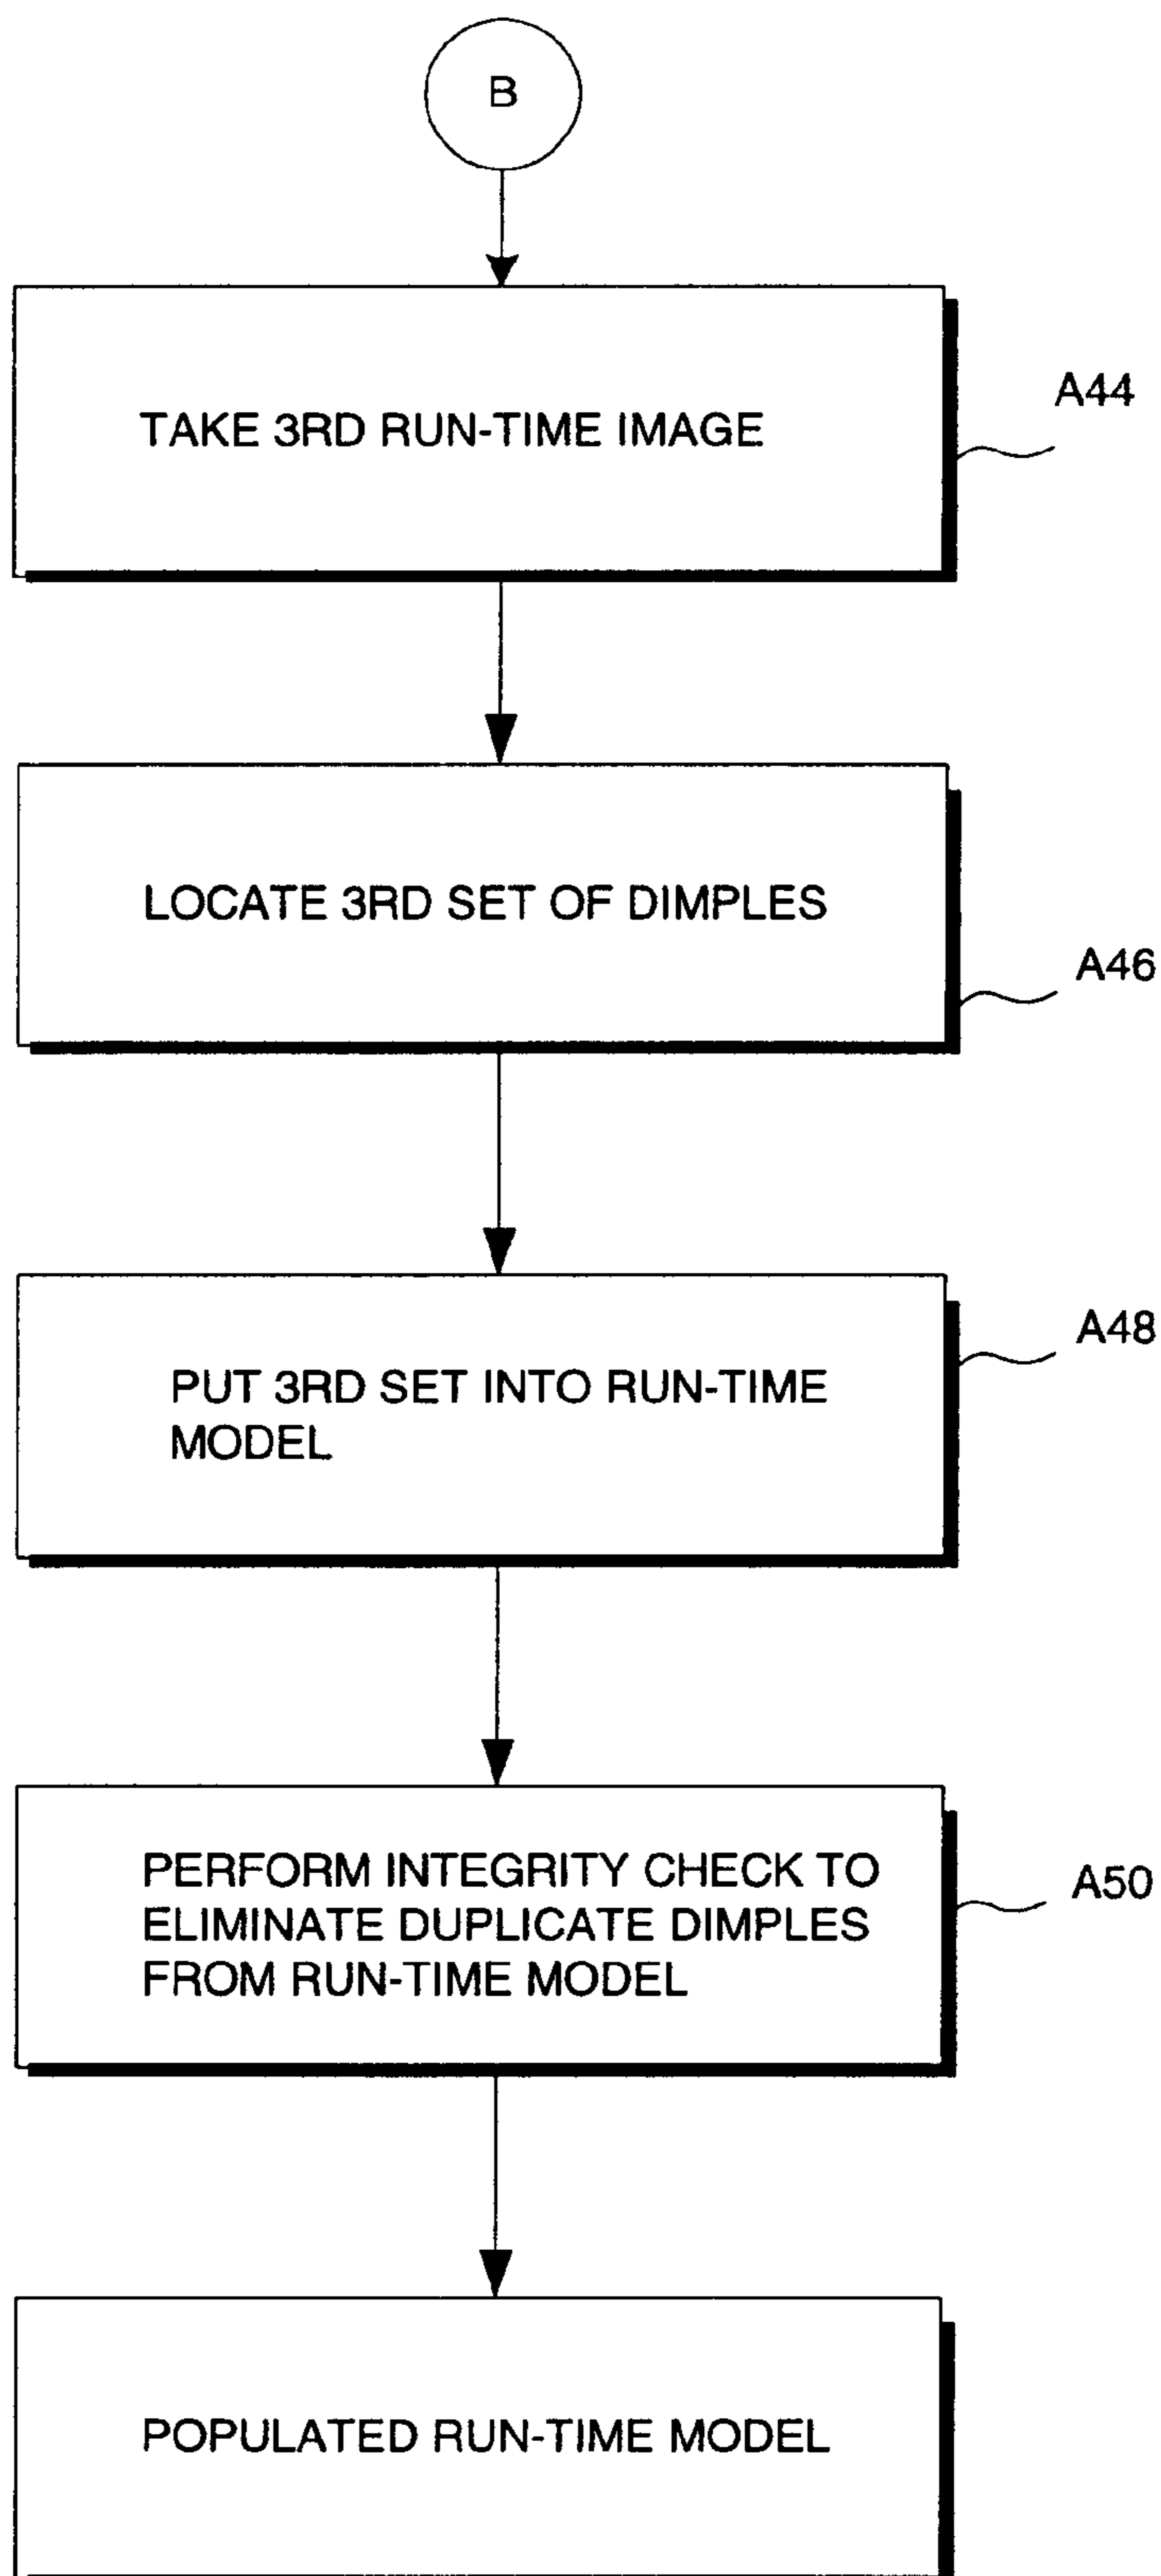 B
TAKE 3RD RUN-TIME IMAGE
A44
LOCATE 3RD SET OF DIMPLES
A46
PUT 3RD SET INTO RUN-TIME
MODEL
A48
PERFORM INTEGRITY CHECK TO
ELIMINATE DUPLICATE DIMPLES
FROM RUN-TIME MODEL
A50
POPULATED RUN-TIME MODEL